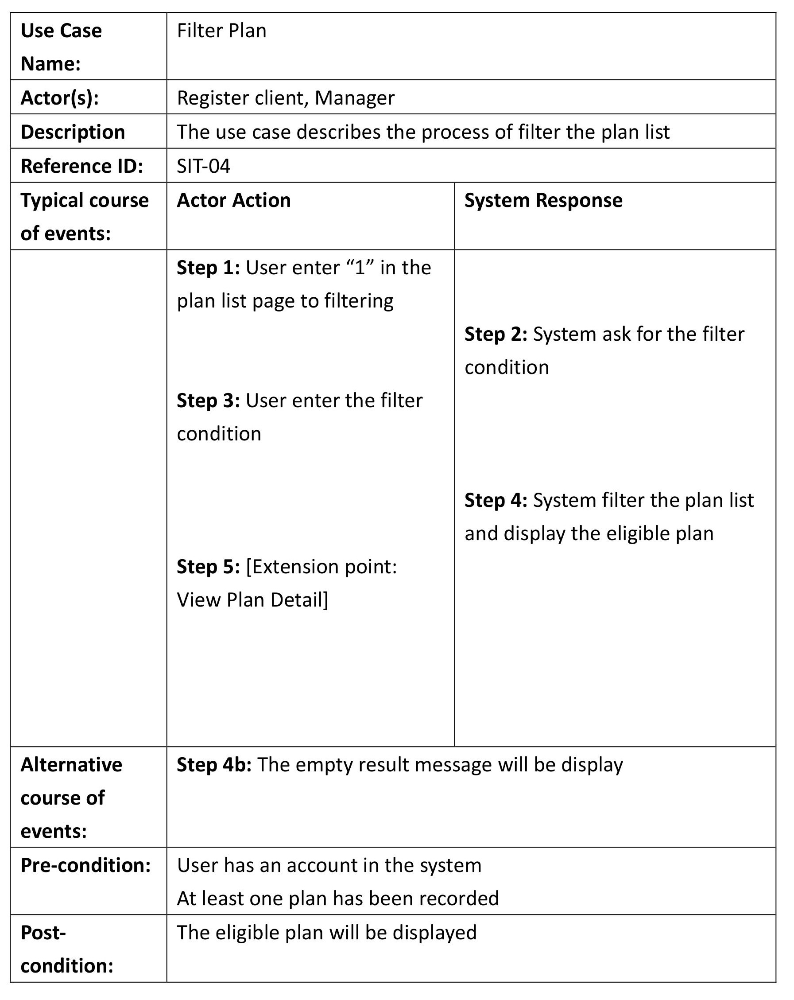 Use Case
Name:
Filter Plan
Actor(s):
Register client, Manager
Description
The use case describes the process of filter the plan list
Reference ID:
SIT-04
Typical course
of events:
Actor Action
System Response
Step 1: User enter “1” in the
plan list page to filtering
Step 2: System ask for the filter
condition
Step 3: User enter the filter
condition
Step 4: System filter the plan list
and display the eligible plan
Step 5: [Extension point:
View Plan Detail]
Alternative
course of
events:
Step 4b: The empty result message will be display
Pre-condition:
User has an account in the system
At least one plan has been recorded
Post-
condition:
The eligible plan will be displayed